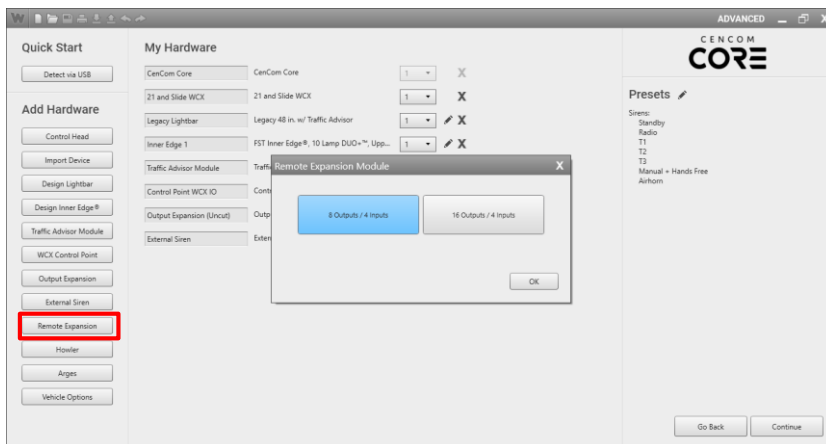 W
ADVANCED
Quick Start
Detect via USB
Add Hardware
Control Head
Import Device
Design Lightbar
Design Inner Edge®
Traffic Advisor Module
WCX Control Point
Output Expansion
External Siren
Remote Expansion
Howler
Arges
Vehicle Options
My Hardware
CenCom Core CenCom Core 1 X
21 and Slide WCX 21 and Slide WCX 1 X
Legacy Lightbar Legacy 48 in. w/ Traffic Advisor 1 X
Inner Edge 1 FST Inner Edge®, 10 Lamp DUO+™, Upp... 1 X
Traffic Advisor Module Traffi
Control Point WCX IO Cont
Output Expansion (Uncut) Outp
External Siren Exter
Remote Expansion Module X
8 Outputs / 4 Inputs 16 Outputs / 4 Inputs
OK
CENCOM
CORE
Presets
Sirens:
Standby
Radio
T1
T2
T3
Manual + Hands Free
Airhorn
Go Back Continue